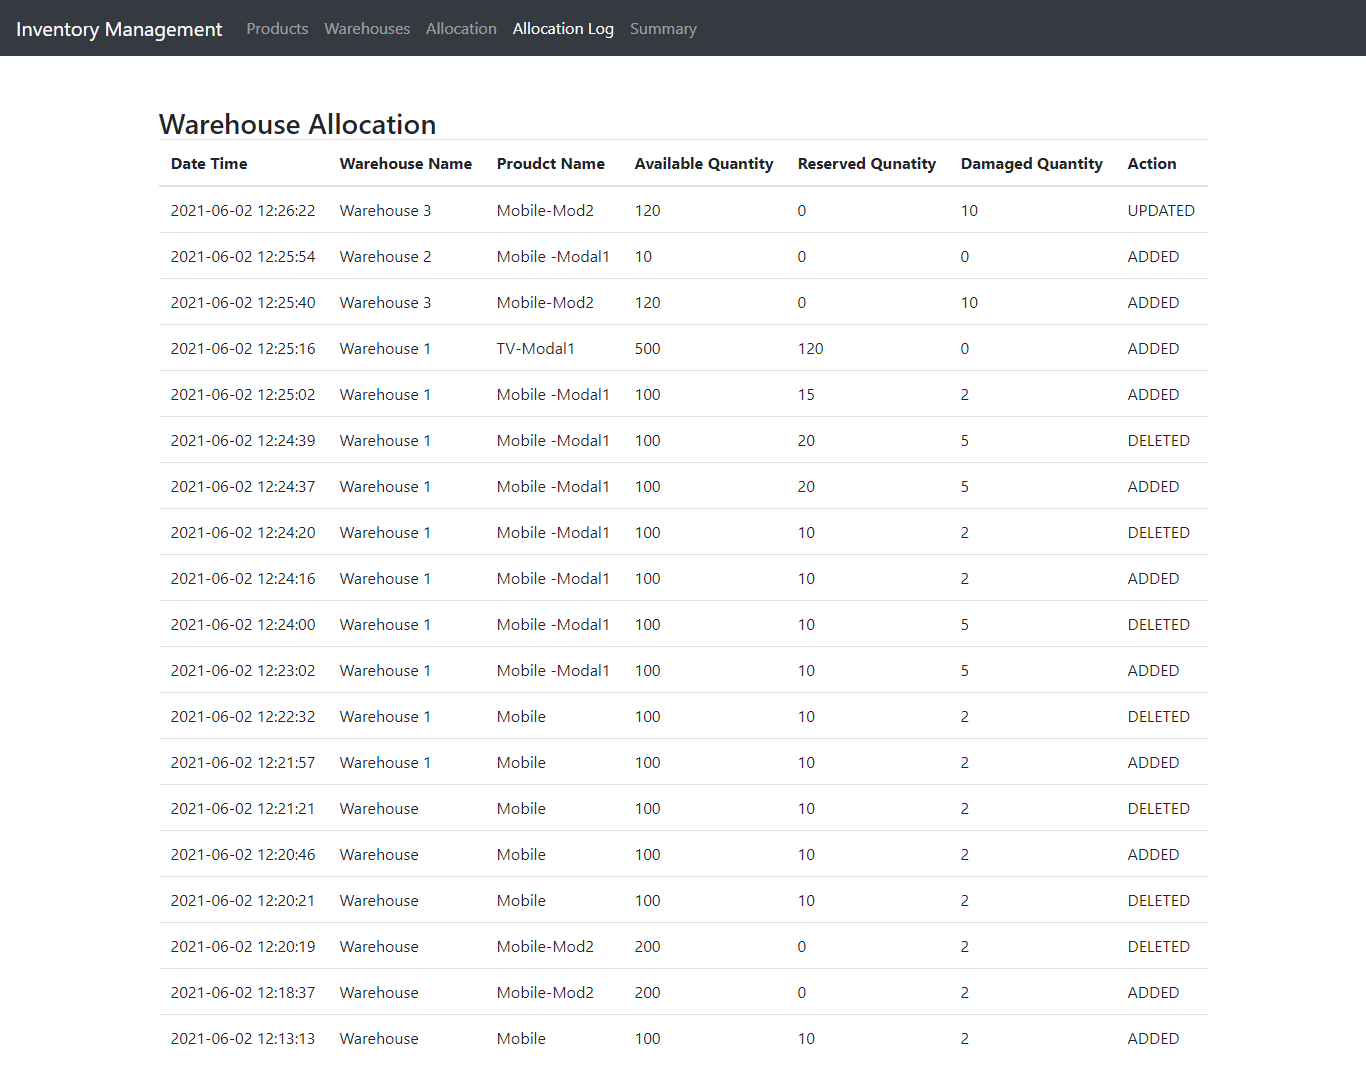 Inventory Management Products Warehouses Allocation Allocation Log Summary
Warehouse Allocation
Date Time Warehouse Name Proudct Name Available Quantity Reserved Qunatity Damaged Quantity Action
2021-06-02 12:26:22 Warehouse 3 Mobile-Mod2 120 0 10 UPDATED
2021-06-02 12:25:54 Warehouse 2 Mobile -Modal1 10 0 0 ADDED
2021-06-02 12:25:40 Warehouse 3 Mobile-Mod2 120 0 10 ADDED
2021-06-02 12:25:16 Warehouse 1 TV-Modal1 500 120 0 ADDED
2021-06-02 12:25:02 Warehouse 1 Mobile -Modal1 100 15 2 ADDED
2021-06-02 12:24:39 Warehouse 1 Mobile -Modal1 100 20 5 DELETED
2021-06-02 12:24:37 Warehouse 1 Mobile -Modal1 100 20 5 ADDED
2021-06-02 12:24:20 Warehouse 1 Mobile -Modal1 100 10 2 DELETED
2021-06-02 12:24:16 Warehouse 1 Mobile -Modal1 100 10 2 ADDED
2021-06-02 12:24:00 Warehouse 1 Mobile -Modal1 100 10 5 DELETED
2021-06-02 12:23:02 Warehouse 1 Mobile -Modal1 100 10 5 ADDED
2021-06-02 12:22:32 Warehouse 1 Mobile 100 10 2 DELETED
2021-06-02 12:21:57 Warehouse 1 Mobile 100 10 2 ADDED
2021-06-02 12:21:21 Warehouse Mobile 100 10 2 DELETED
2021-06-02 12:20:46 Warehouse Mobile 100 10 2 ADDED
2021-06-02 12:20:21 Warehouse Mobile 100 10 2 DELETED
2021-06-02 12:20:19 Warehouse Mobile-Mod2 200 0 2 DELETED
2021-06-02 12:18:37 Warehouse Mobile-Mod2 200 0 2 ADDED
2021-06-02 12:13:13 Warehouse Mobile 100 10 2 ADDED